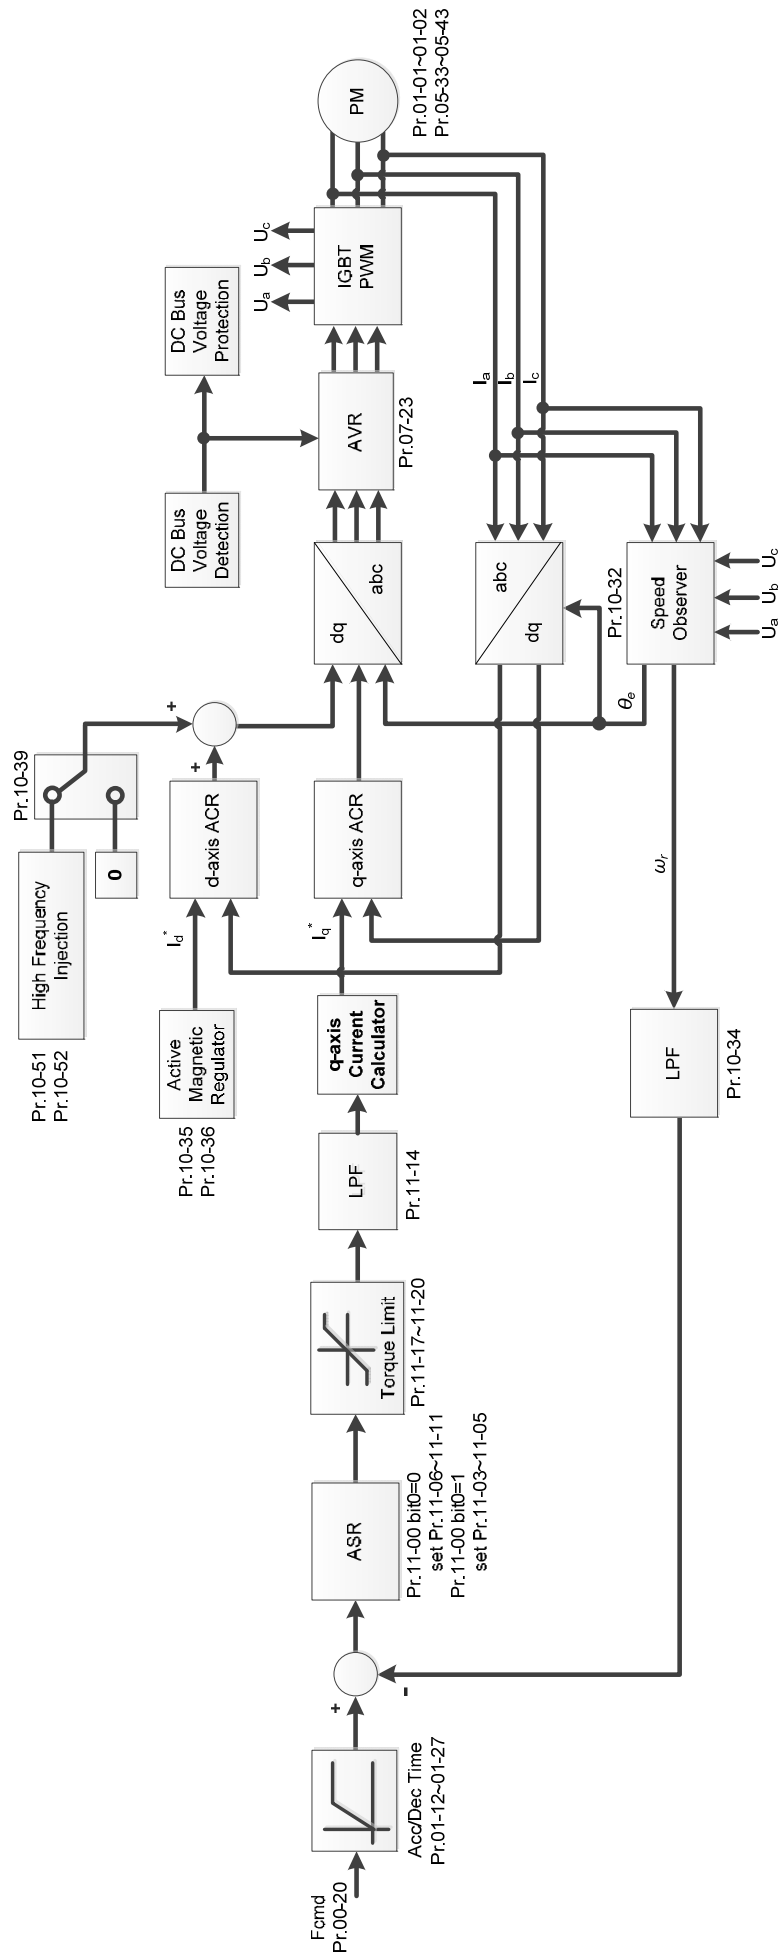 Fcmd
Pr.00-20
Acc/Dec Time
Pr.01-12~01-27
+
-
ASR
Pr.11-00 bit0=0
set Pr.11-06~11-11
Pr.11-00 bit0=1
set Pr.11-03~11-05
Torque Limit
Pr.11-17~11-20
LPF
Pr.11-14
q-axis
Current
Calculator
Iq*
Pr.10-35
Pr.10-36
Active
Magnetic
Regulator
Id*
Pr.10-51
Pr.10-52
High Frequency
Injection
0
Pr.10-39
d-axis ACR
q-axis ACR
+
+
dq
abc
DC Bus
Voltage
Detection
DC Bus
Voltage
Protection
AVR
Pr.07-23
IGBT
PWM
Ua
Ub
Uc
PM
Pr.01-01~01-02
Pr.05-33~05-43
Ia
Ib
Ic
abc
dq
Pr.10-32
Speed
Observer
Ua
Ub
Uc
θe
ωr
LPF
Pr.10-34